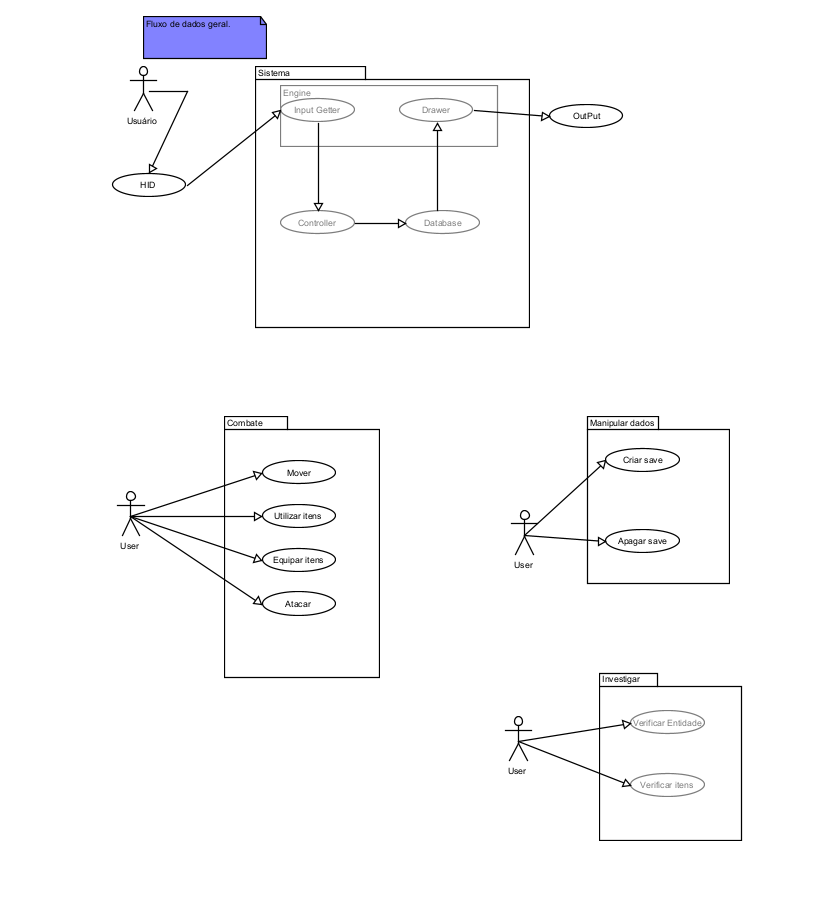 Fluxo de dados geral.
Sistema
Engine
Input Getter
Drawer
OutPut
Usuário
HID
Controller
Database
Combate
Mover
Utilizar itens
User
Equipar itens
Atacar
Manipular dados
Criar save
Apagar save
User
Investigar
Verificar Entidade
User
Verificar itens